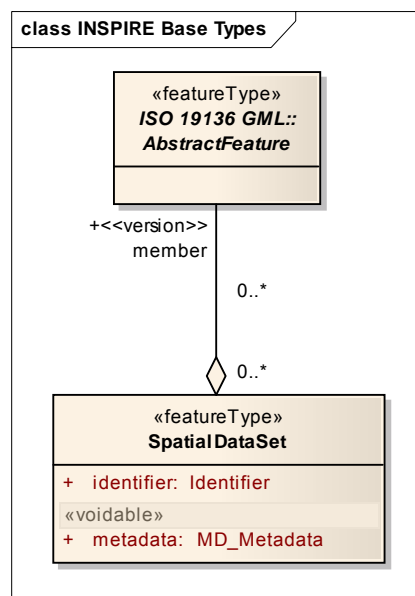 class INSPIRE Base Types
«featureType»
ISO 19136 GML::
AbstractFeature
+<<version>>
member
0..*
0..*
«featureType»
SpatialDataSet
+ identifier: Identifier
«voidable»
+ metadata: MD_Metadata